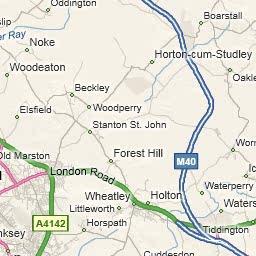 Oddington
Boarstall
Noke
Horton-cum-Studley
Woodeaton
Beckley
Woodperry
Elsfield
Stanton St. John
Old Marston
Forest Hill
M40
London Road
Wheatley
Holton
Waterperry
Littleworth
A4142
Horspath
Tiddington
Cuddesdon